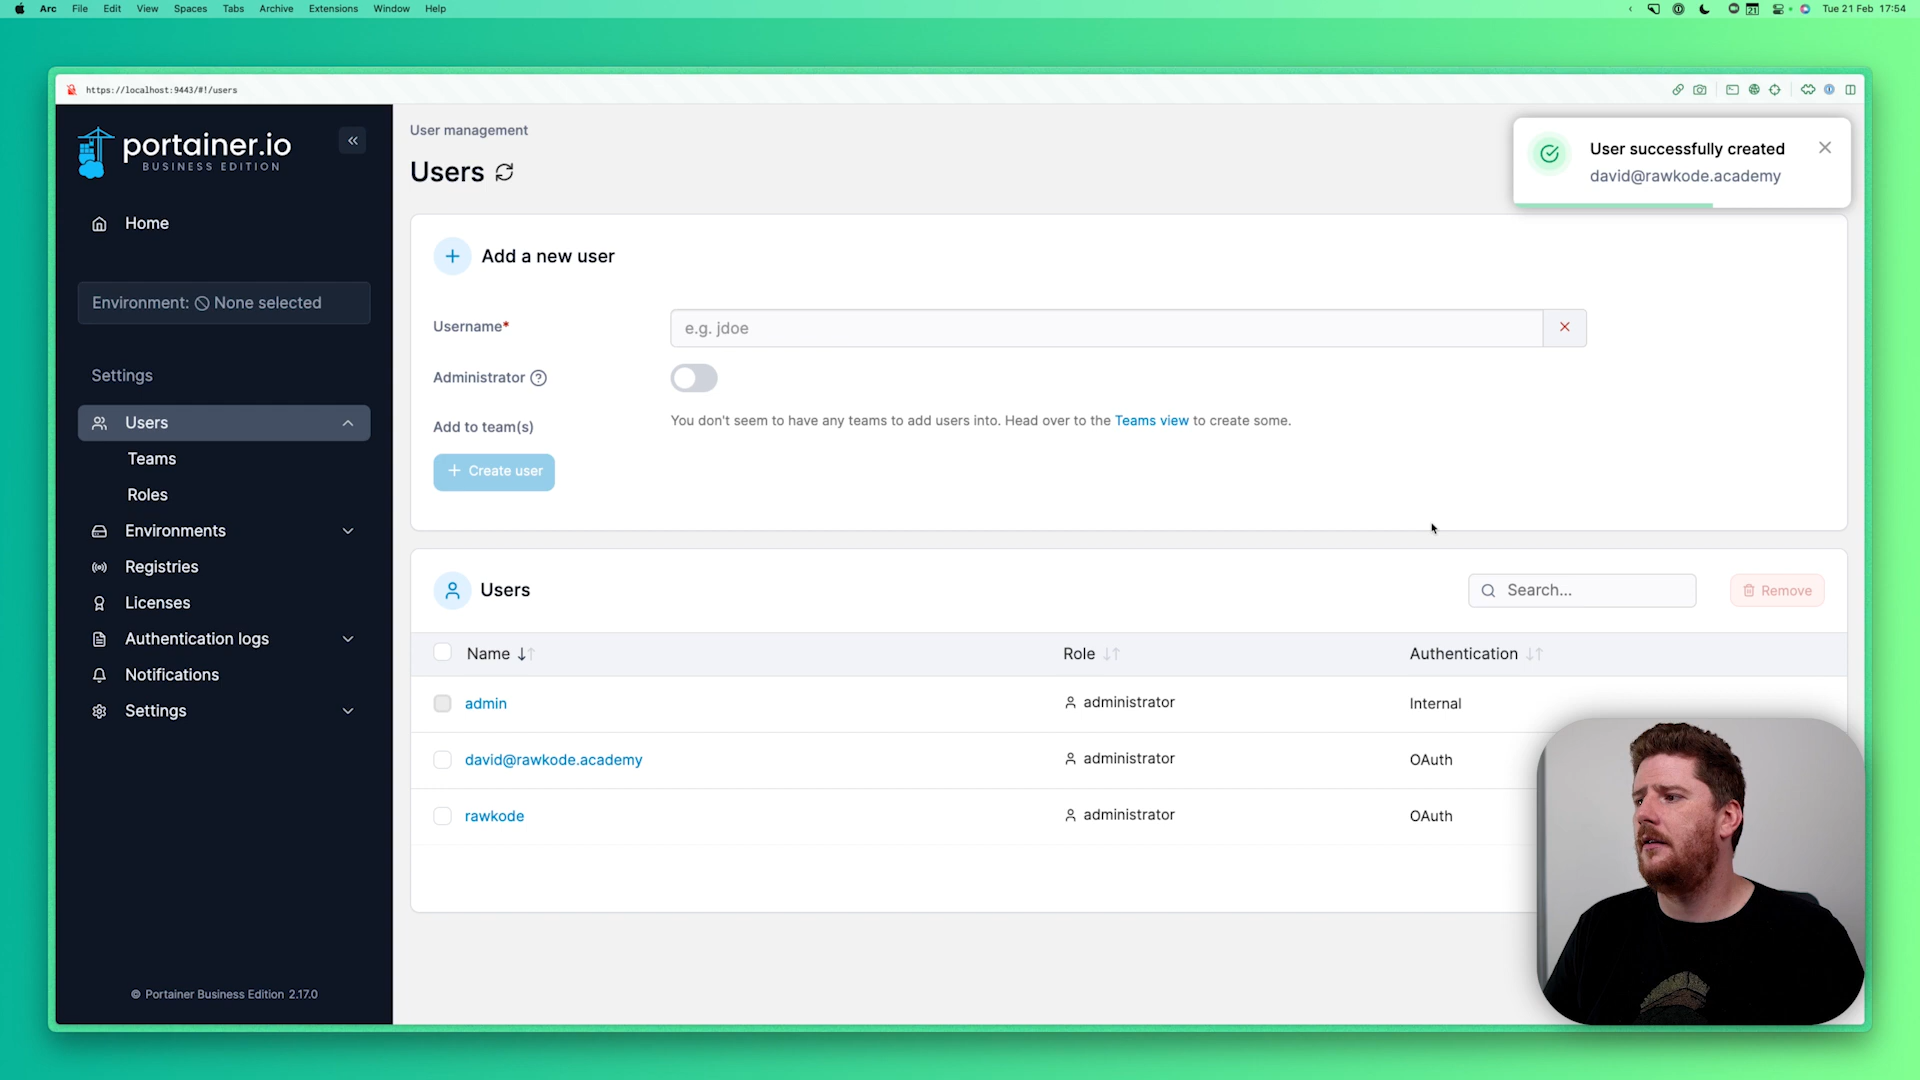 Arc File Edit View Spaces Tabs Archive Extensions Window Help
21
Tue 21 Feb 17:54
https://localhost:9443/#!/users
portainer.io
BUSINESS EDITION
Home
Environment: None selected
Settings
Users
Teams
Roles
Environments
Registries
Licenses
Authentication logs
Notifications
Settings
© Portainer Business Edition 2.17.0
User management
Users
User successfully created
david@rawkode.academy
Add a new user
Username*
e.g. jdoe
Administrator
Add to team(s)
You don't seem to have any teams to add users into. Head over to the Teams view to create some.
Create user
Users
Search...
Remove
Name Role Authentication
admin administrator Internal
david@rawkode.academy administrator OAuth
rawkode administrator OAuth